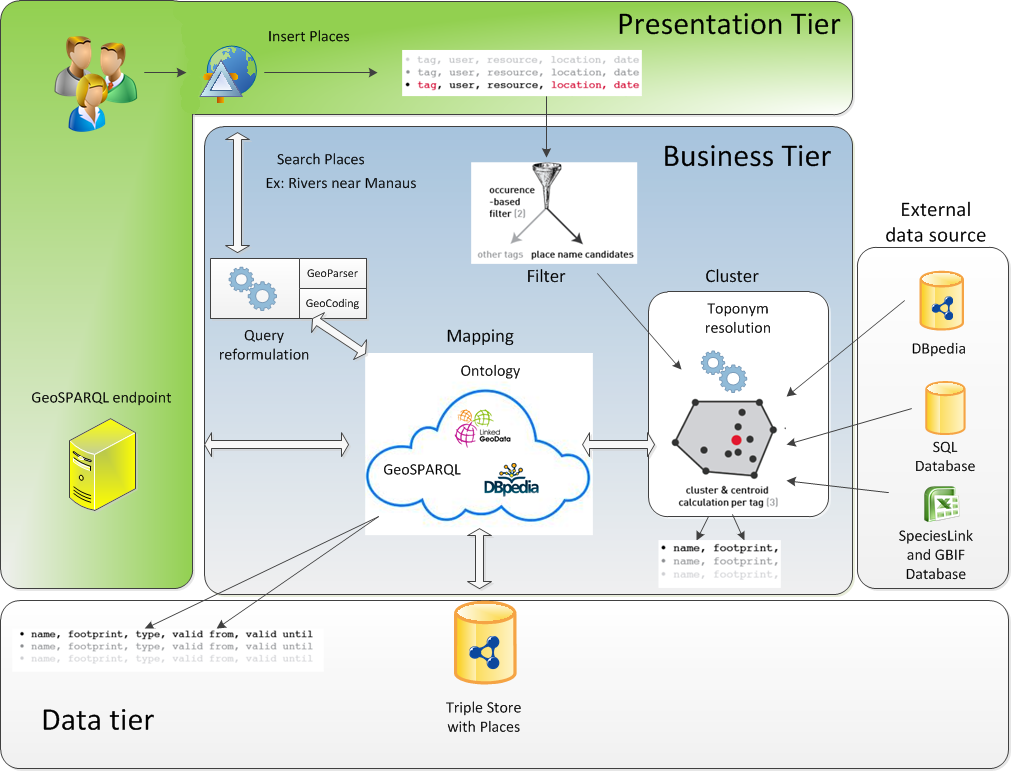 Presentation Tier
Insert Places
• tag, user, resource, location, date
• tag, user, resource, location, date
• tag, user, resource, location, date
Business Tier
Search Places
Ex: Rivers near Manaus
occurence
-based
filter [2]
other tags
place name candidates
Filter
GeoParser
GeoCoding
Query
reformulation
Mapping
Ontology
Linked
GeoData
GeoSPARQL
DBpedia
Cluster
Toponym
resolution
cluster & centroid
calculation per tag [3]
• name, footprint,
• name, footprint,
• name, footprint,
External
data source
DBpedia
SQL
Database
SpeciesLink
and GBIF
Database
GeoSPARQL endpoint
• name, footprint, type, valid from, valid until
• name, footprint, type, valid from, valid until
• name, footprint, type, valid from, valid until
Data tier
Triple Store
with Places